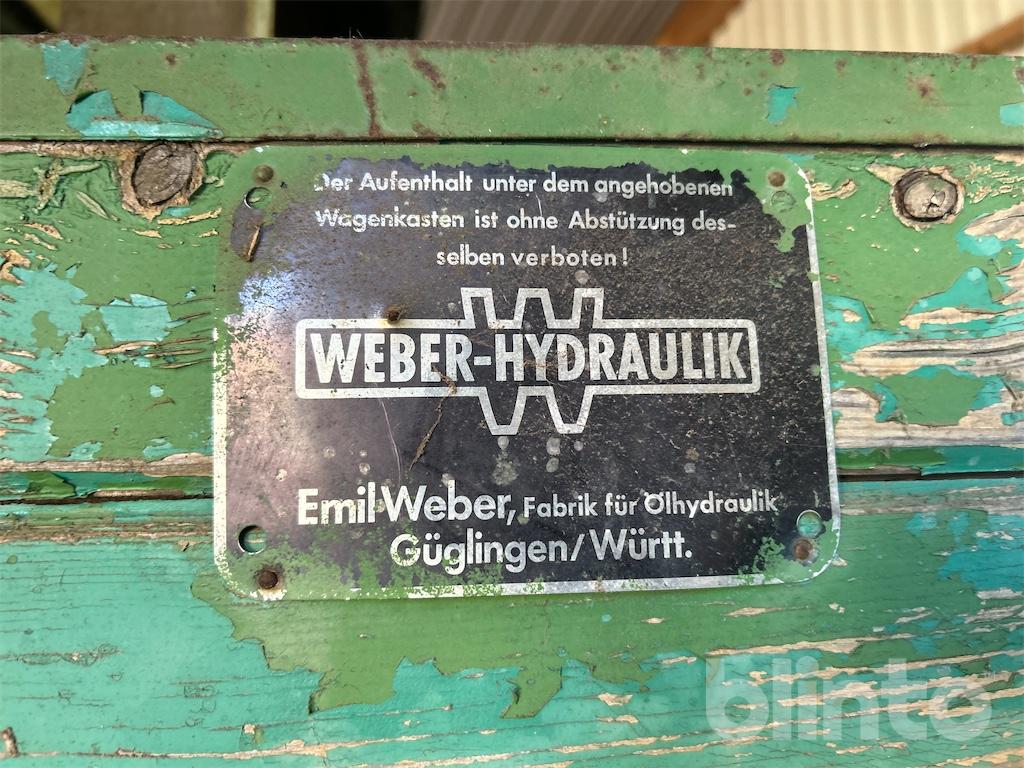 Der Aufenthalt unter dem angehobenen
Wagenkasten ist ohne Abstützung des-
selben verboten!
WEBER-HYDRAULIK
Emil Weber, Fabrik für Ölhydraulik
Güglingen/Württ.
blinto